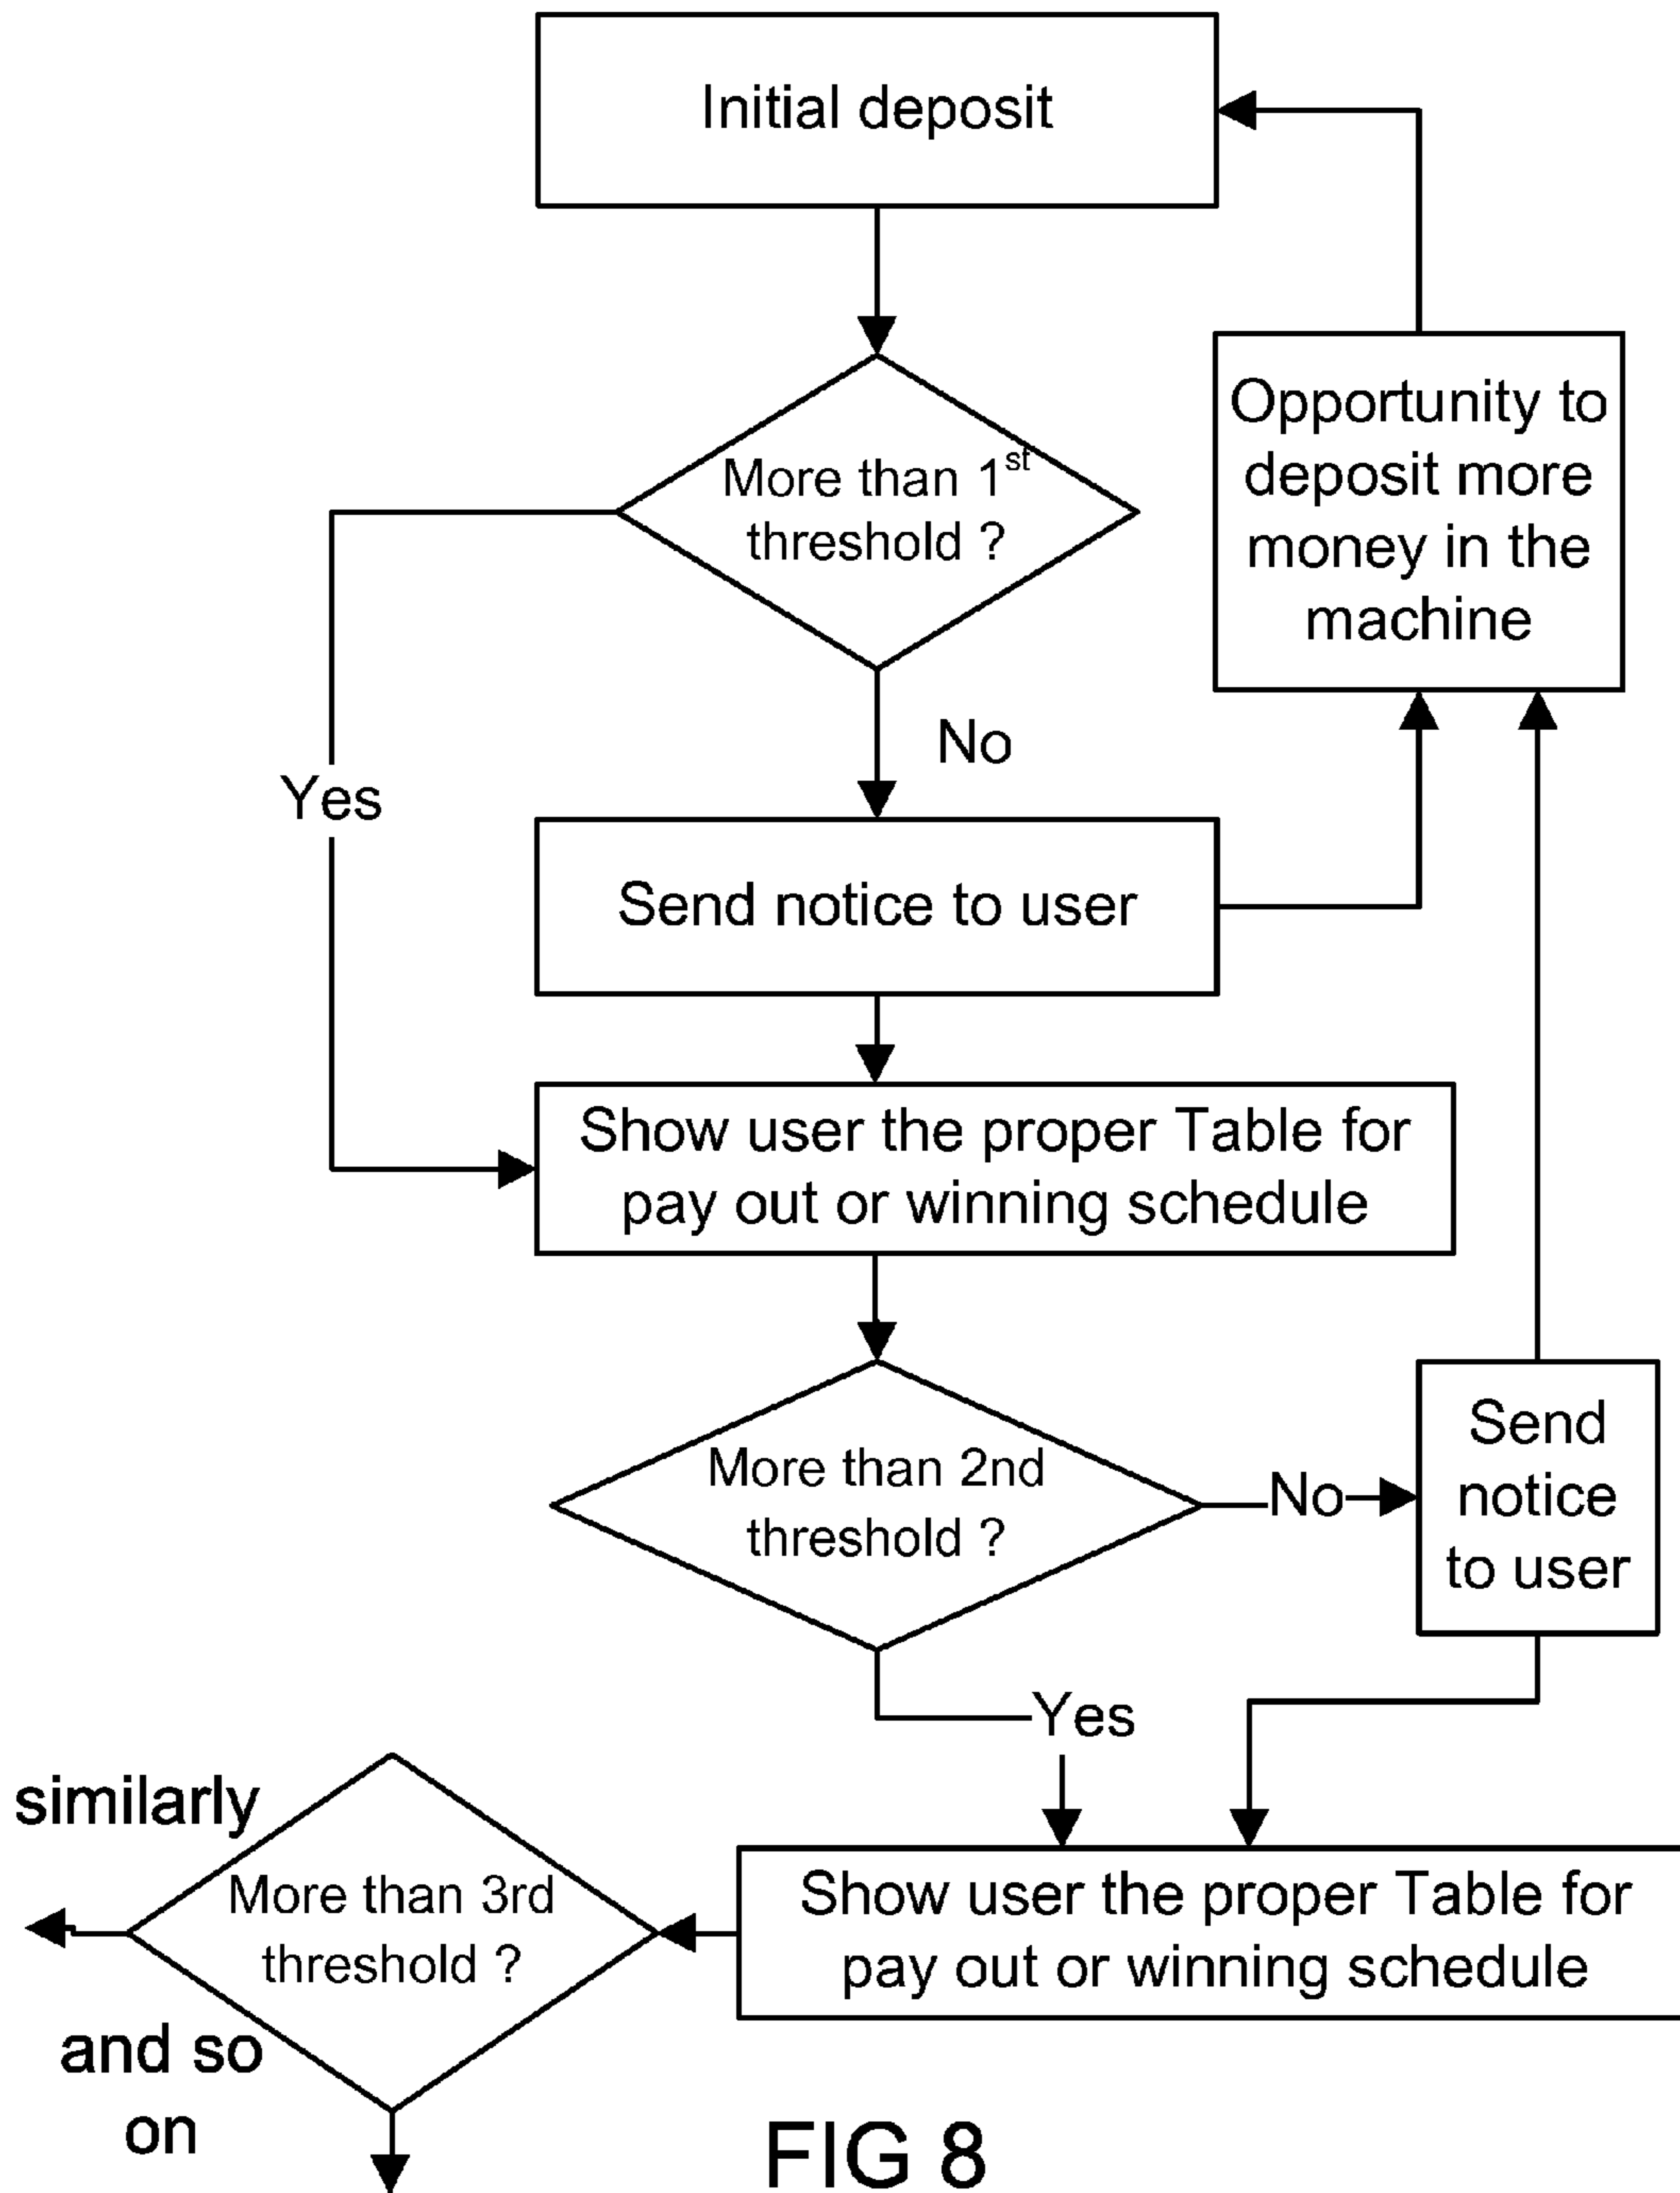 Initial deposit
More than 1st
threshold ?
Opportunity to
deposit more
money in the
machine
No
Yes
Send notice to user
Show user the proper Table for
pay out or winning schedule
More than 2nd
threshold ?
No
Send
notice
to user
Yes
similarly
More than 3rd
threshold ?
Show user the proper Table for
pay out or winning schedule
and so
on
FIG 8